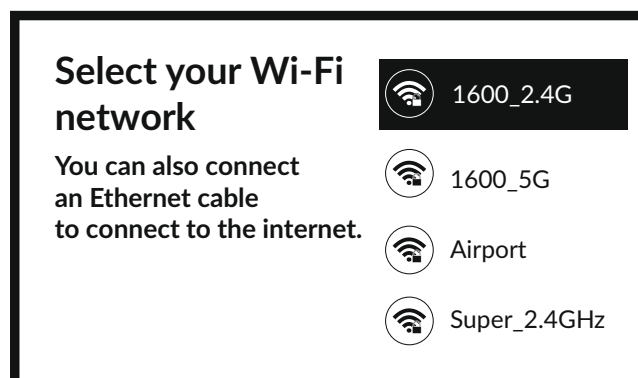 Select your Wi-Fi
network
You can also connect
an Ethernet cable
to connect to the internet.
1600_2.4G
1600_5G
Airport
Super_2.4GHz